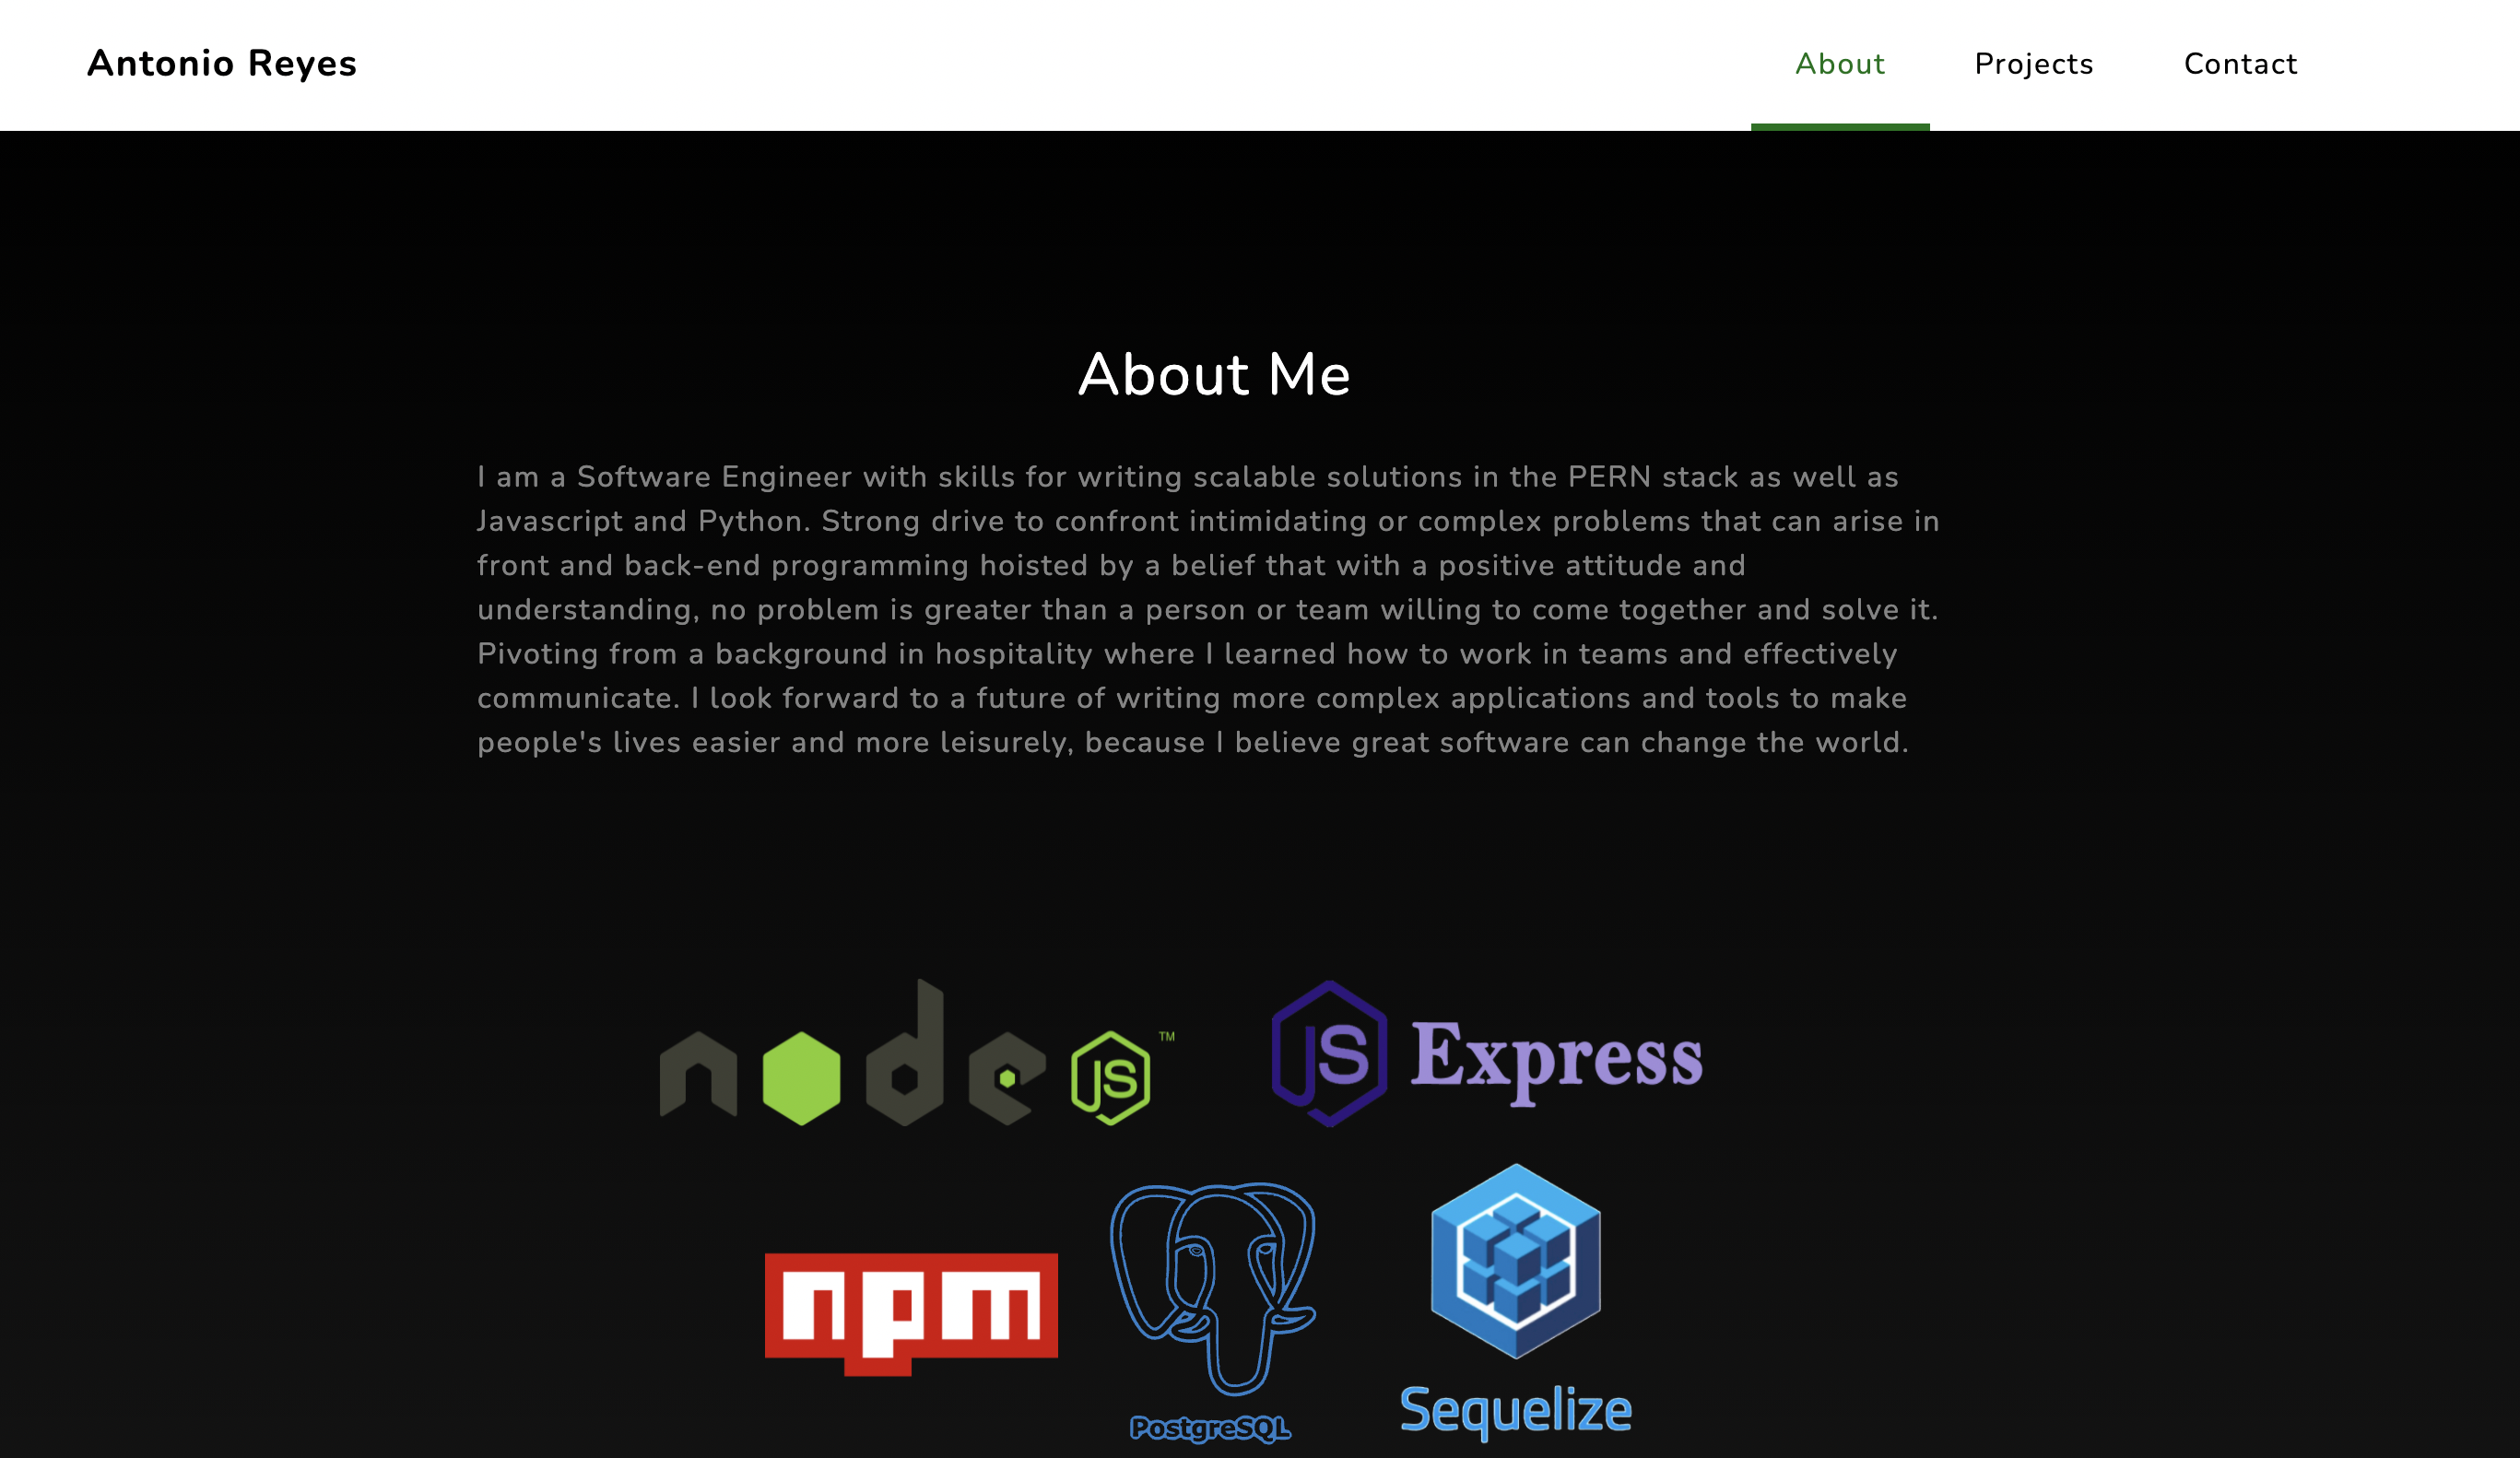 Antonio Reyes
About
Projects
Contact
About Me
I am a Software Engineer with skills for writing scalable solutions in the PERN stack as well as
Javascript and Python. Strong drive to confront intimidating or complex problems that can arise in
front and back-end programming hoisted by a belief that with a positive attitude and
understanding, no problem is greater than a person or team willing to come together and solve it.
Pivoting from a background in hospitality where I learned how to work in teams and effectively
communicate. I look forward to a future of writing more complex applications and tools to make
people's lives easier and more leisurely, because I believe great software can change the world.
node JS TM
JS Express
npm
PostgreSQL
Sequelize